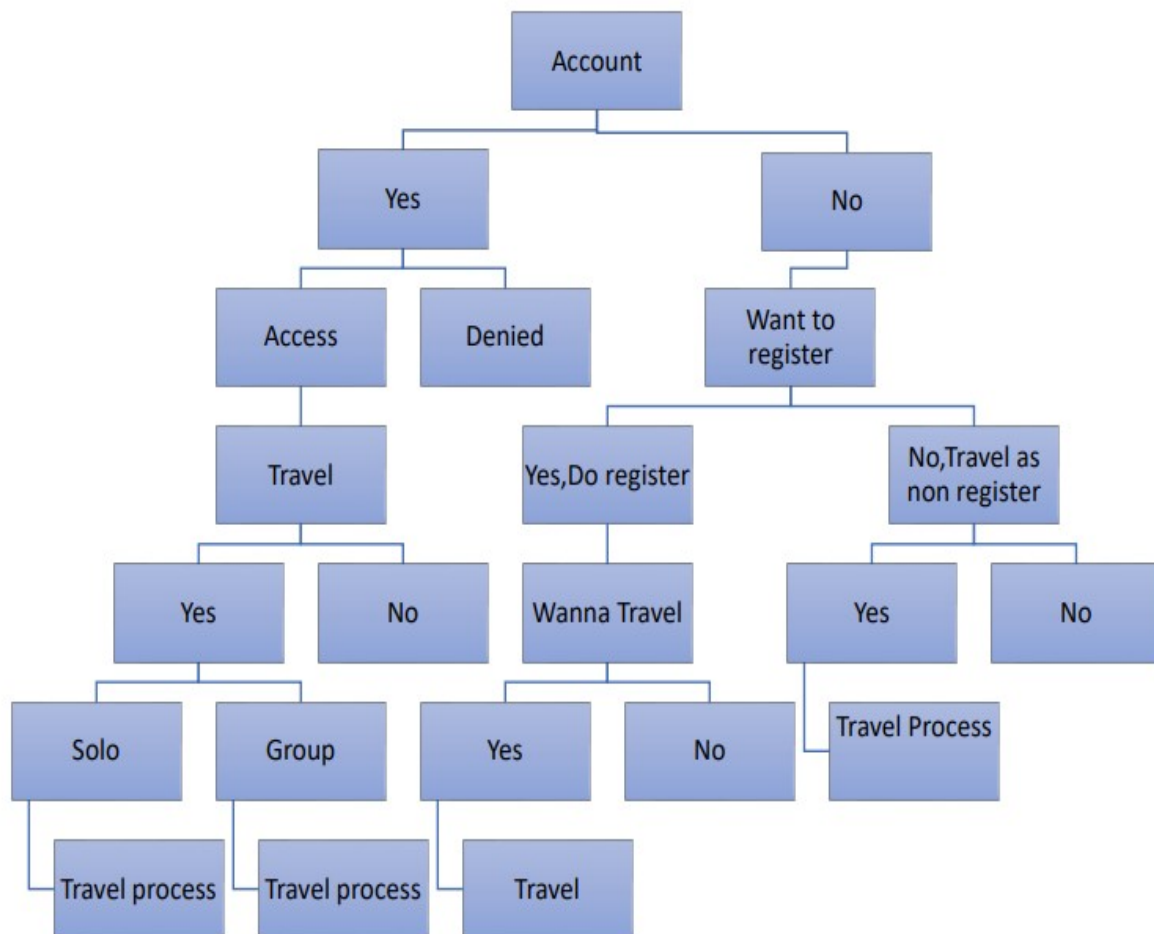 Account
Yes
No
Access
Denied
Want to
register
Travel
Yes,Do register
No,Travel as
non register
Yes
No
Wanna Travel
Yes
No
Solo
Group
Yes
No
Travel Process
Travel process
Travel process
Travel